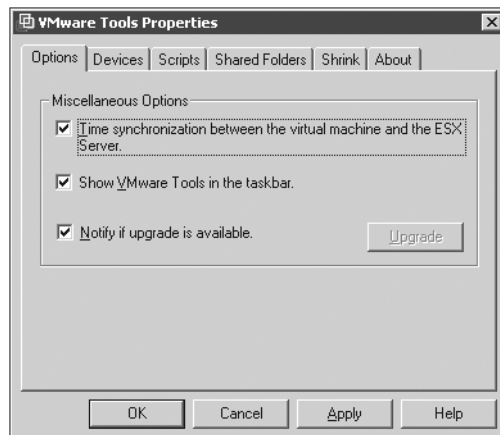 VMware Tools Properties
Options Devices Scripts Shared Folders Shrink About
Miscellaneous Options
Time synchronization between the virtual machine and the ESX
Server.
Show VMware Tools in the taskbar.
Notify if upgrade is available.
Upgrade
OK Cancel Apply Help